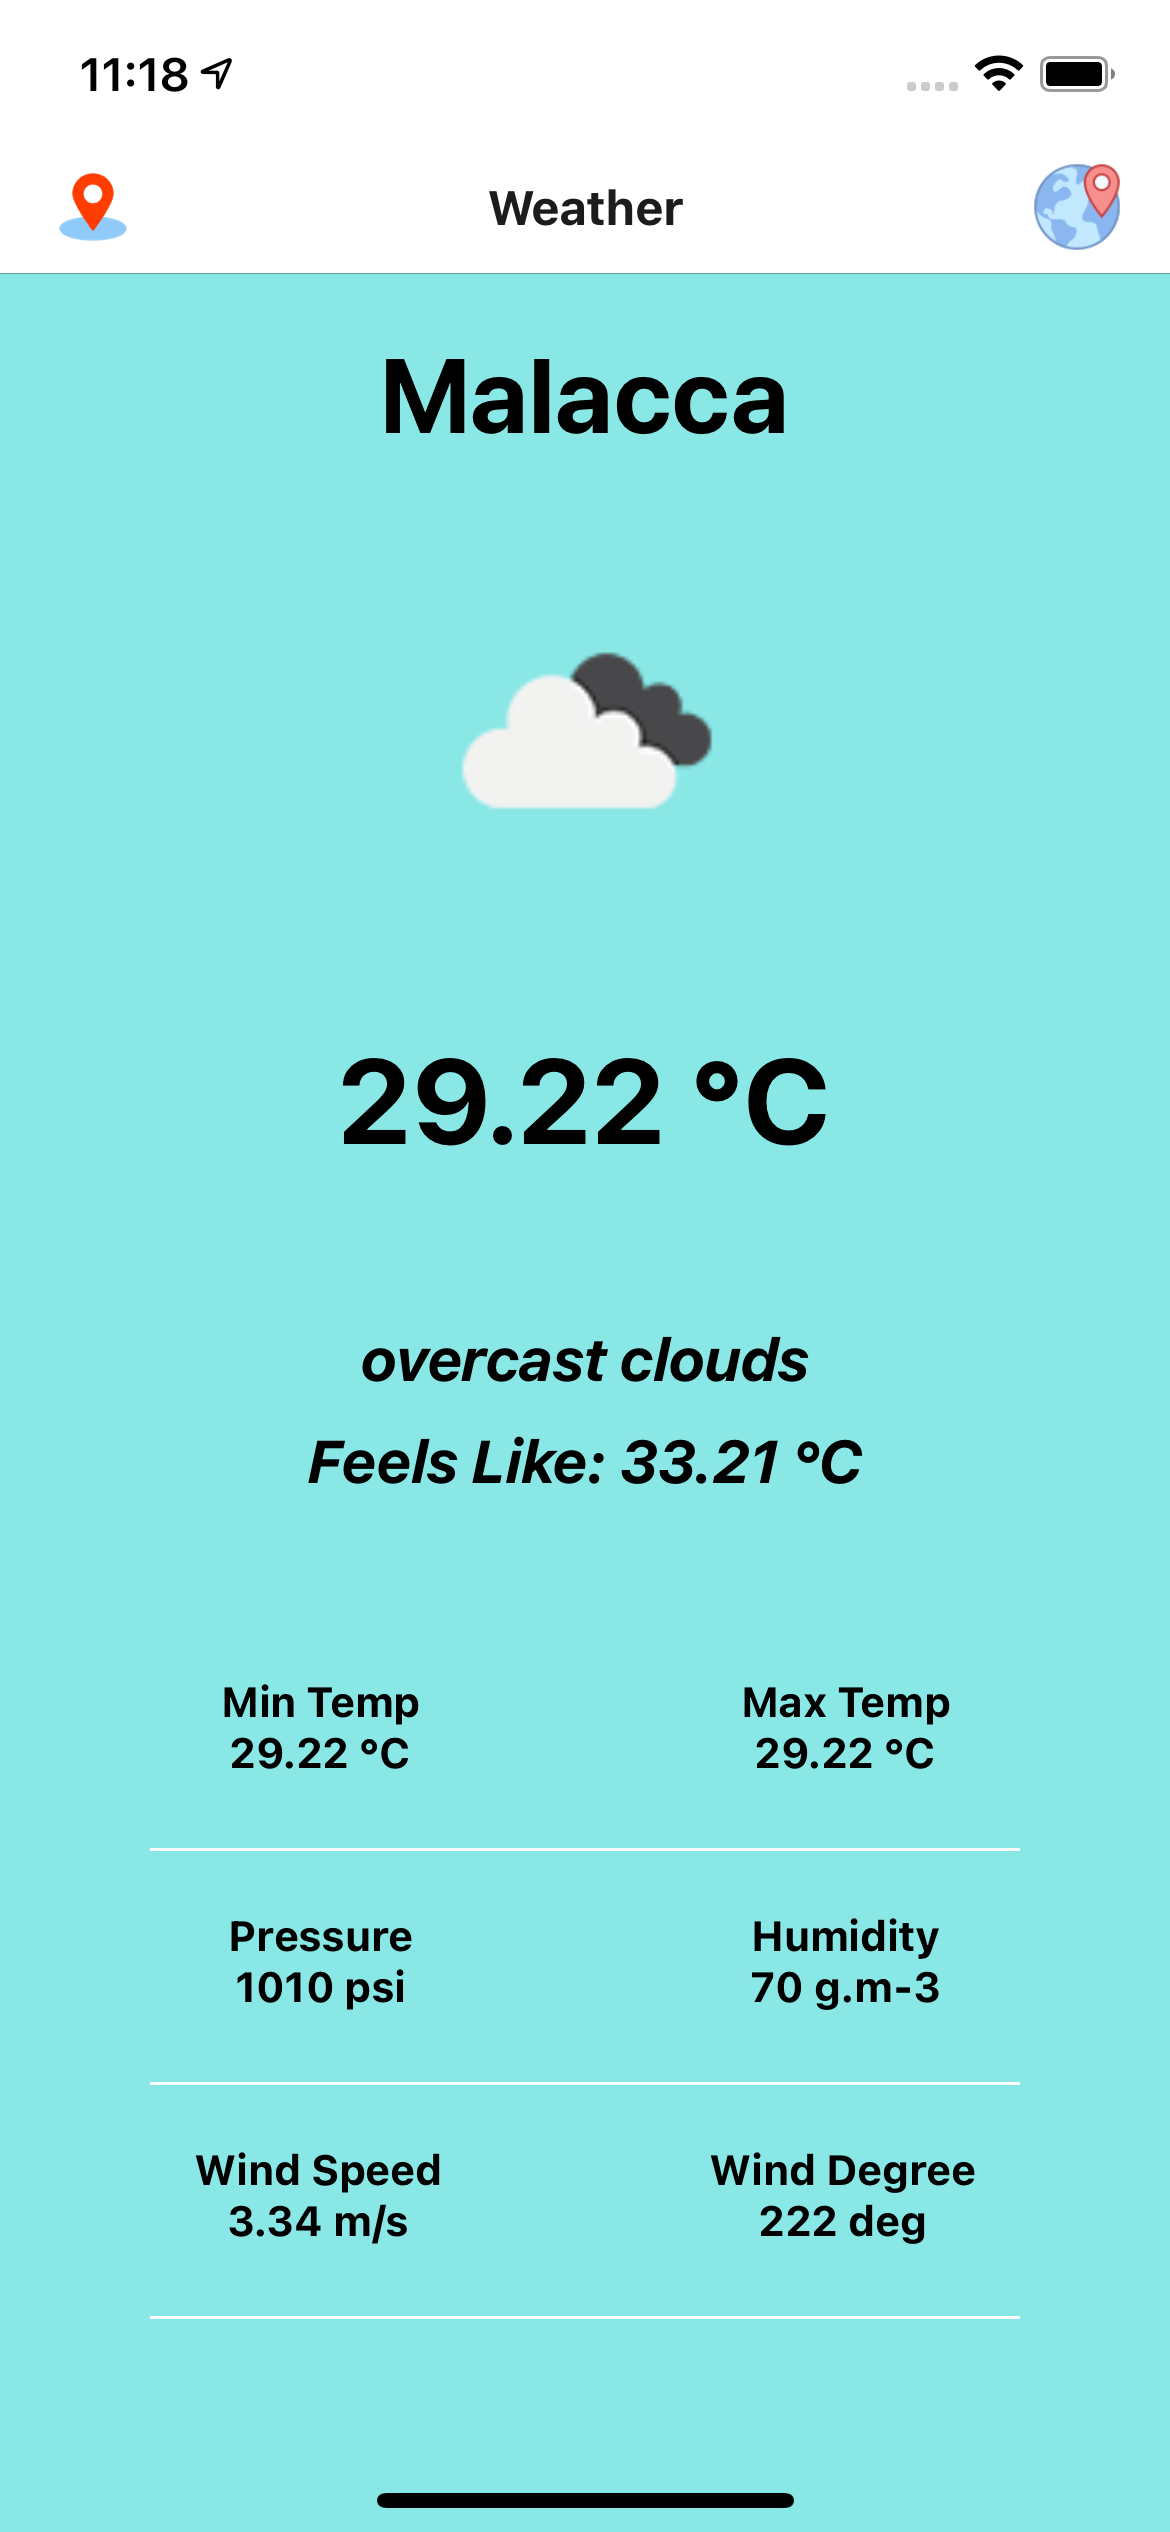 11:18
Weather
Malacca
29.22 °C
overcast clouds
Feels Like: 33.21 °C
Min Temp
29.22 °C
Max Temp
29.22 °C
Pressure
1010 psi
Humidity
70 g.m-3
Wind Speed
3.34 m/s
Wind Degree
222 deg